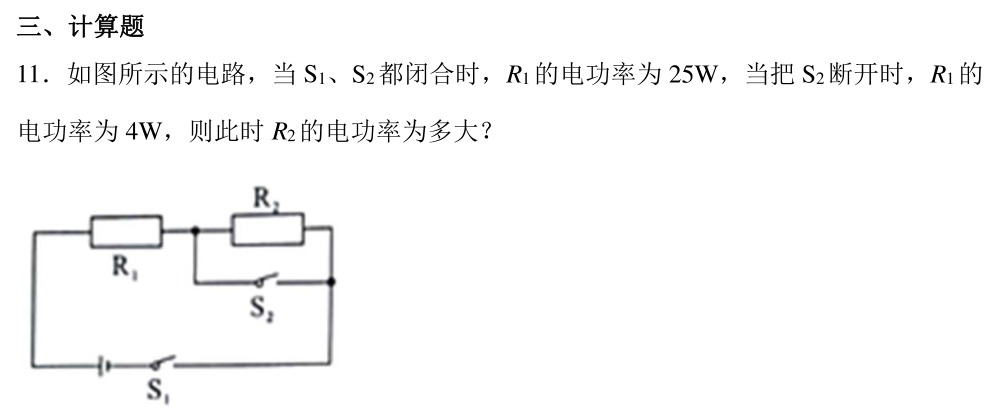 三、计算题
11．如图所示的电路，当 S1、S2 都闭合时，R1 的电功率为 25W，当把 S2 断开时，R1 的
电功率为 4W，则此时 R2 的电功率为多大？
R2
R1
S2
S1